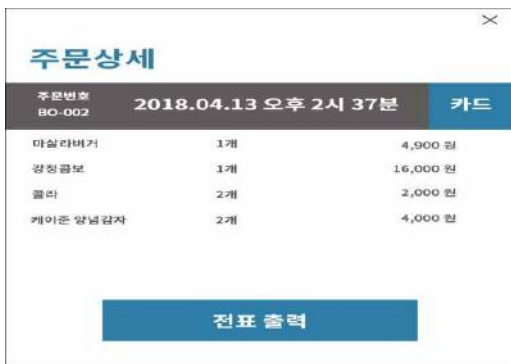 주문상세
주문번호
BO-002
2018.04.13 오후 2시 37분
카드
마살라버거 1개 4,900 원
강정콤보 1개 16,000 원
콜라 2개 2,000 원
케이준 양념감자 2개 4,000 원
전표 출력